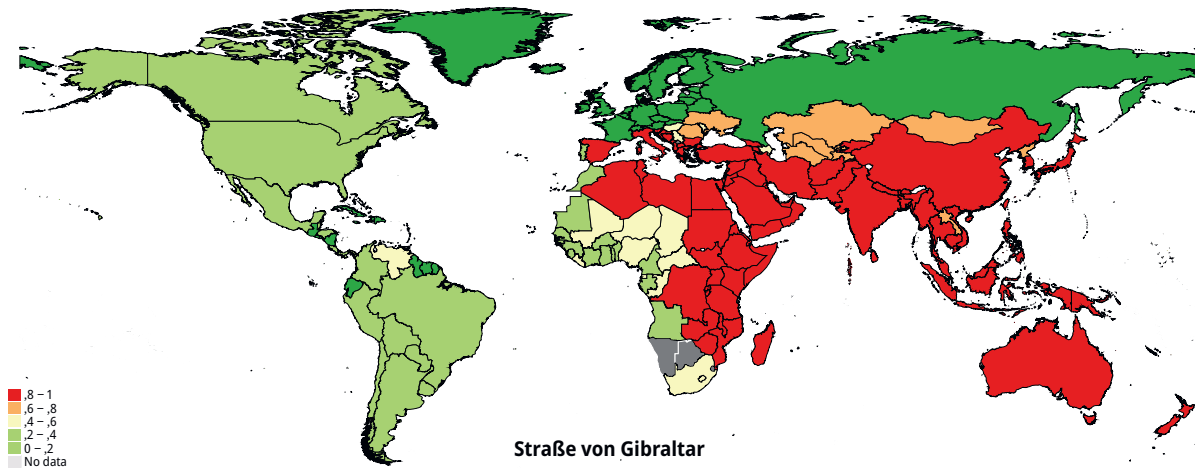 ,8 – 1
,6 – ,8
,4 – ,6
,2 – ,4
0 – ,2
No data
Straße von Gibraltar